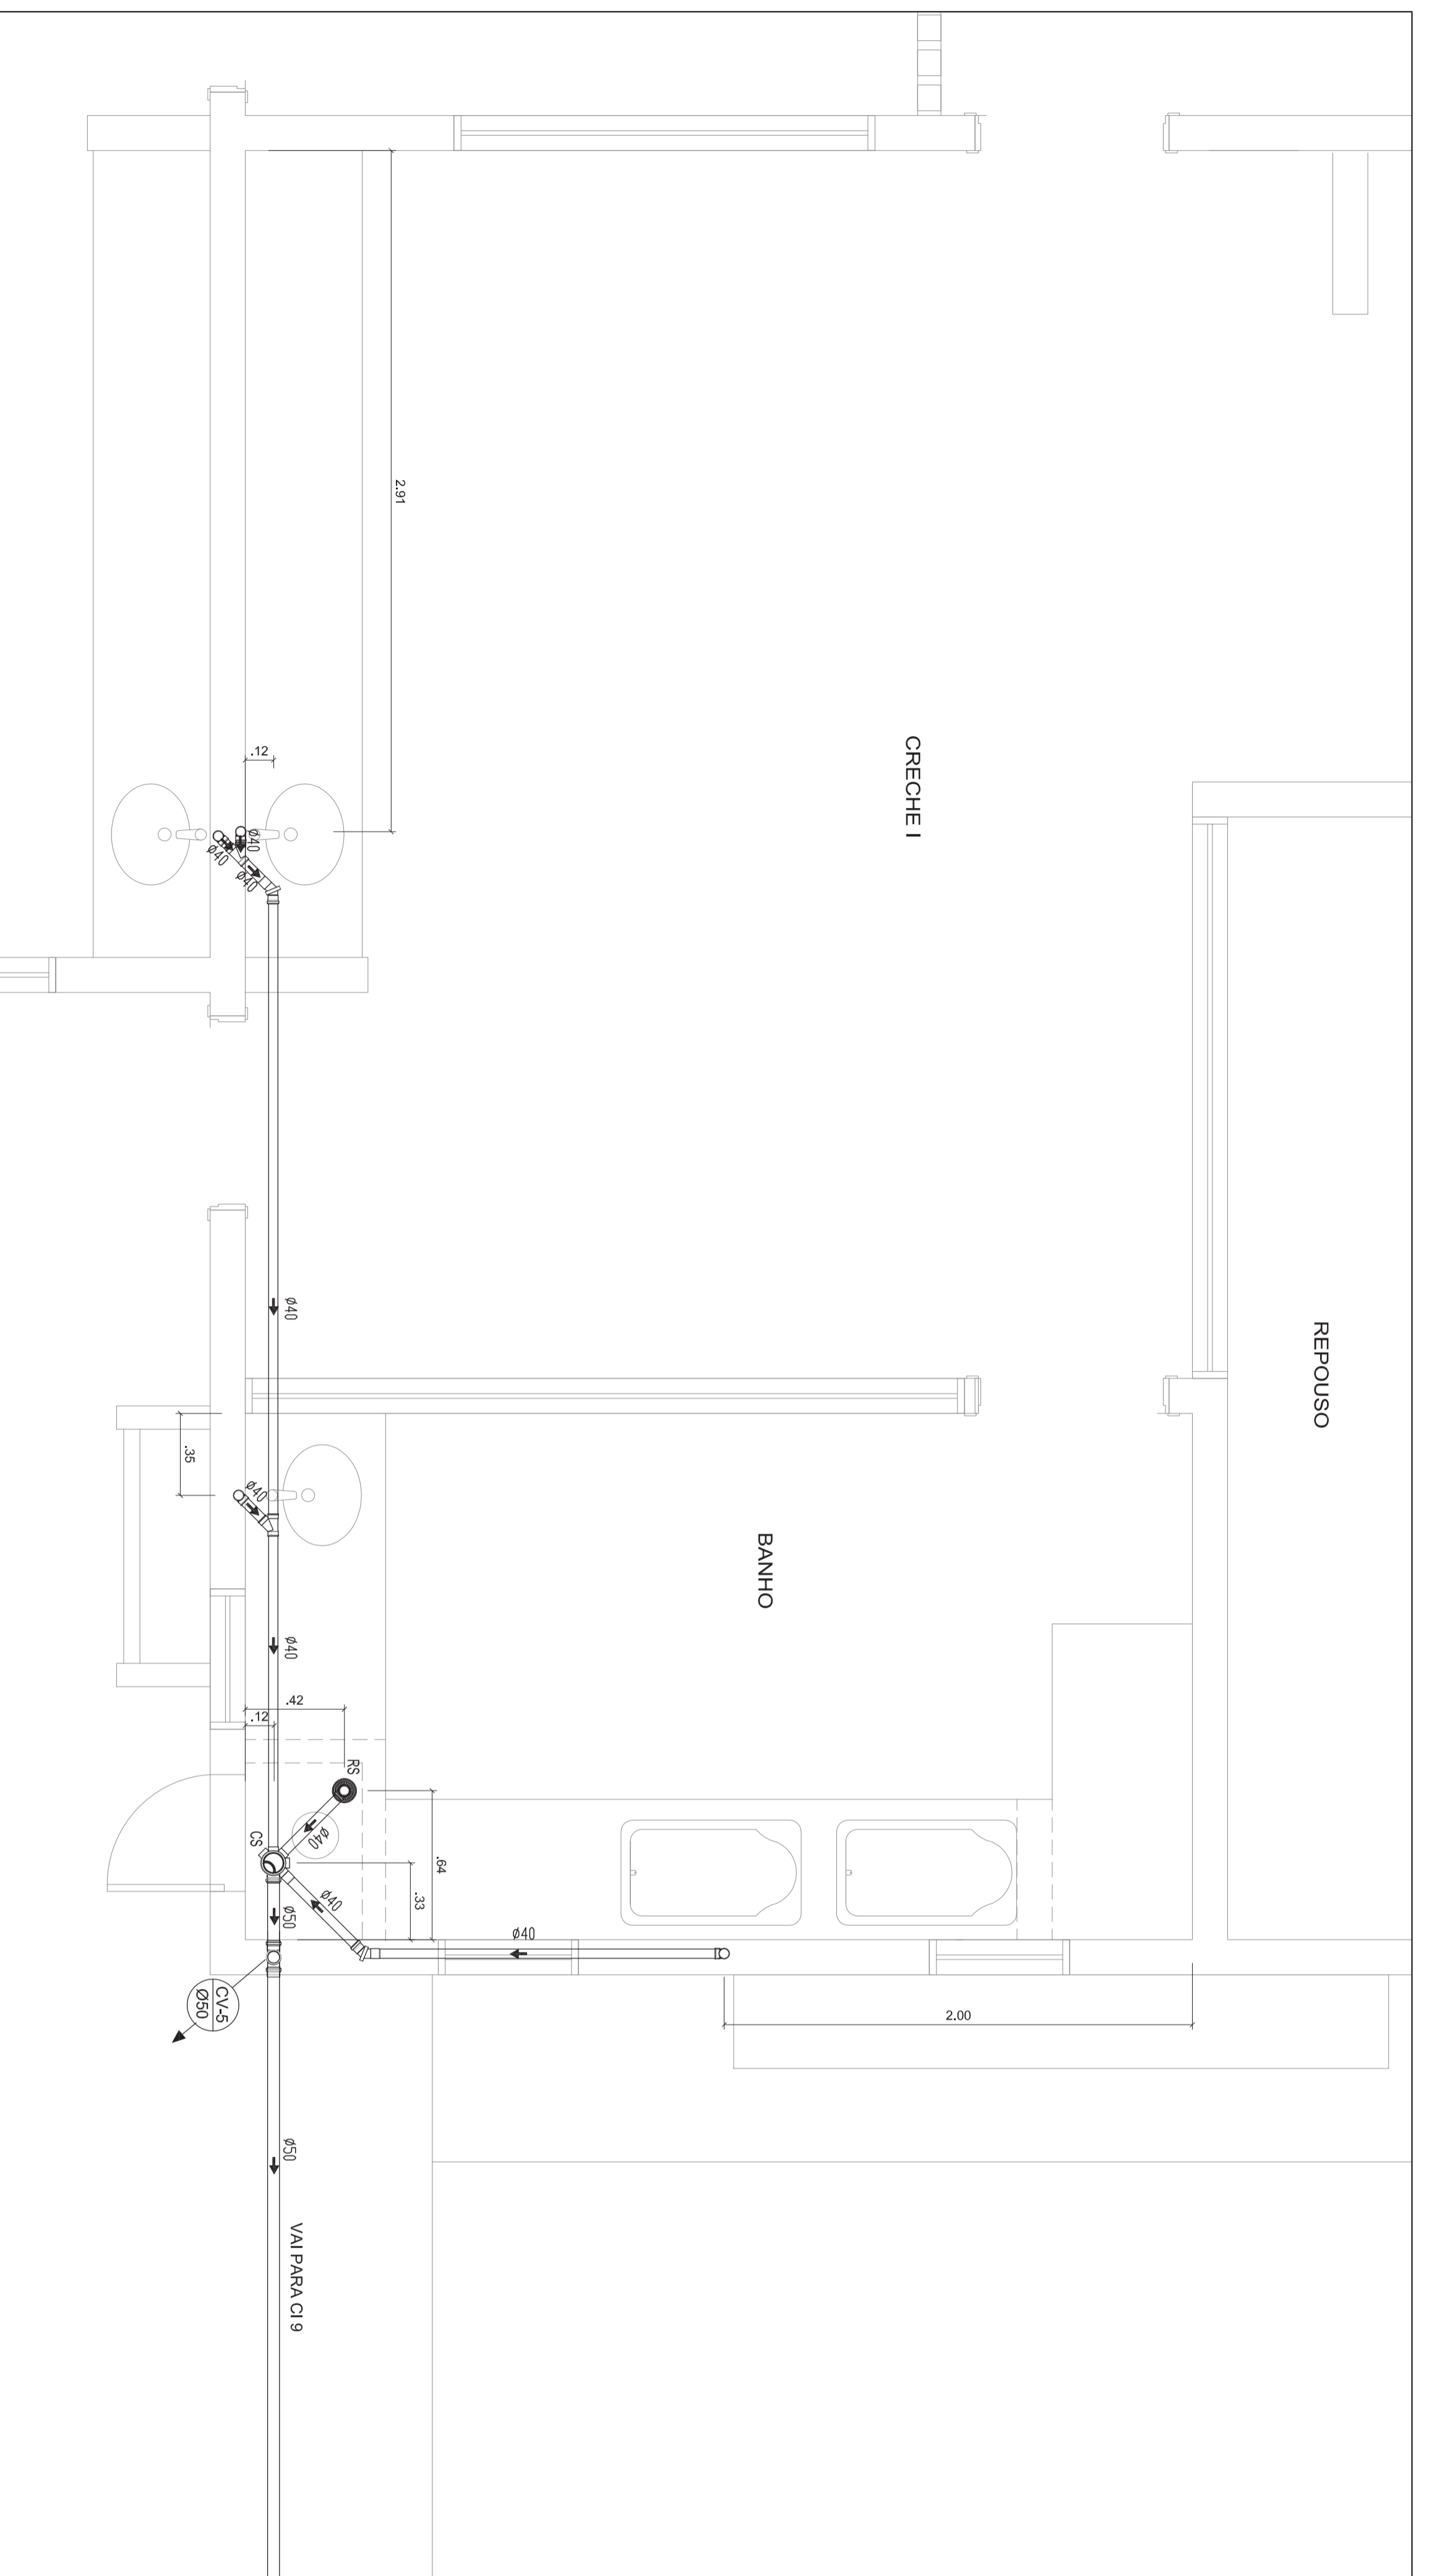 2.91
.12
CRECHE I
ø40
ø40
ø40
ø40
REPOUSO
.35
ø40
BANHO
ø40
.42
.12
RS
CS
ø40
.64
.33
ø40
ø50
ø40
CV-5
Ø50
2.00
ø50
VAI PARA CI 9